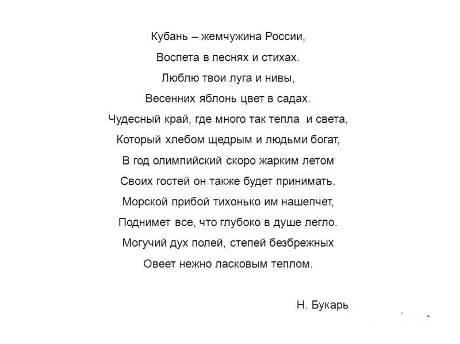 Кубань – жемчужина России,
Воспета в песнях и стихах.
Люблю твои луга и нивы,
Весенних яблонь цвет в садах.
Чудесный край, где много так тепла  и света,
Который хлебом щедрым и людьми богат,
В год олимпийский скоро жарким летом
Своих гостей он также будет принимать.
Морской прибой тихонько им нашепчет,
Поднимет все, что глубоко в душе легло.
Могучий дух полей, степей безбрежных
Овеет нежно ласковым теплом.
Н. Букарь